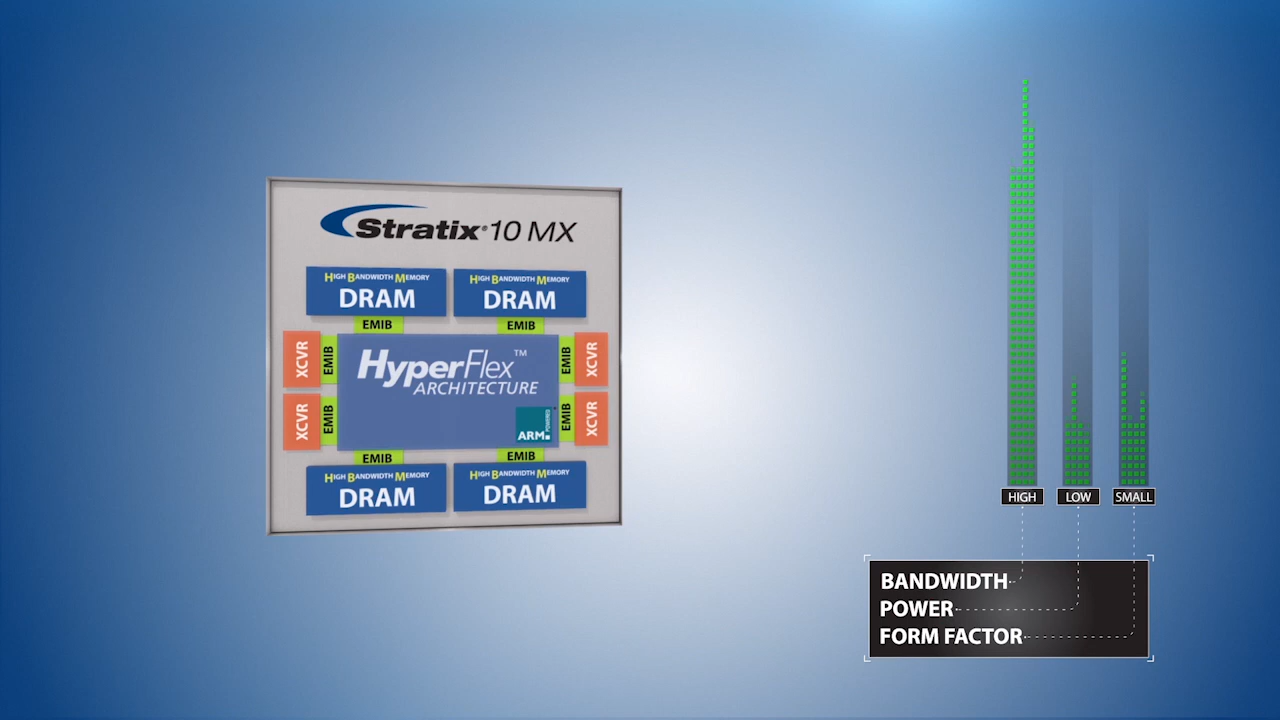 Stratix® 10 MX
HIGH BANDWIDTH MEMORY
DRAM
HIGH BANDWIDTH MEMORY
DRAM
EMIB
EMIB
XCVR
EMIB
HyperFlex™
ARCHITECTURE
EMIB
XCVR
XCVR
EMIB
ARM
POWERED
EMIB
XCVR
EMIB
EMIB
HIGH BANDWIDTH MEMORY
DRAM
HIGH BANDWIDTH MEMORY
DRAM
HIGH
LOW
SMALL
BANDWIDTH
POWER
FORM FACTOR